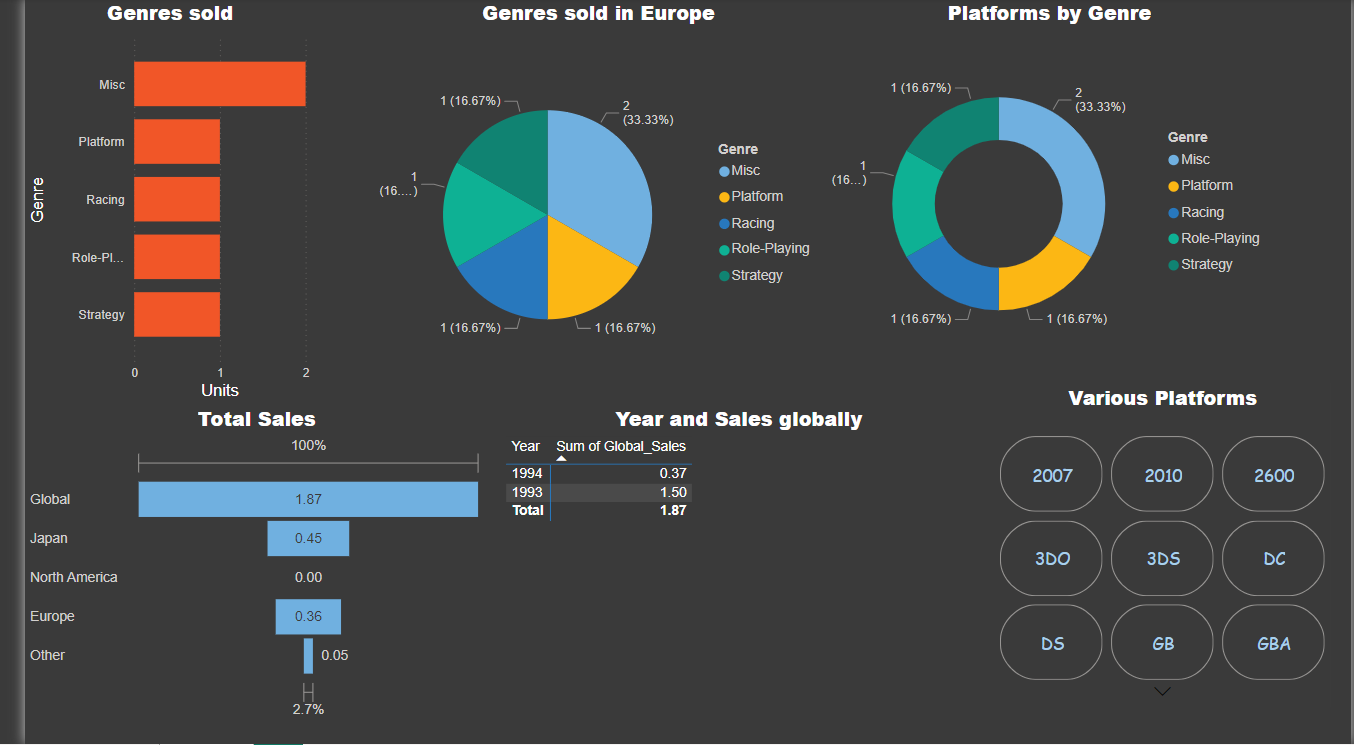 Genres sold
Genre
Misc
Platform
Racing
Role-Pl...
Strategy
0 1 2
Units
Genres sold in Europe
1 (16.67%)
2
(33.33%)
1
(16....)
1 (16.67%)
1 (16.67%)
Genre
Misc
Platform
Racing
Role-Playing
Strategy
Platforms by Genre
1 (16.67%)
2
(33.33%)
1
(16...)
1 (16.67%)
1 (16.67%)
Genre
Misc
Platform
Racing
Role-Playing
Strategy
Total Sales
100%
Global 1.87
Japan 0.45
North America 0.00
Europe 0.36
Other 0.05
2.7%
Year and Sales globally
Year Sum of Global_Sales
1994 0.37
1993 1.50
Total 1.87
Various Platforms
2007 2010 2600
3DO 3DS DC
DS GB GBA